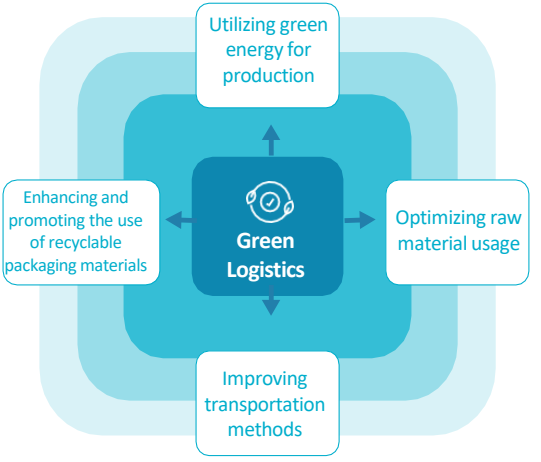 Utilizing green
energy for
production
Enhancing and
promoting the use
of recyclable
packaging materials
Green
Logistics
Optimizing raw
material usage
Improving
transportation
methods